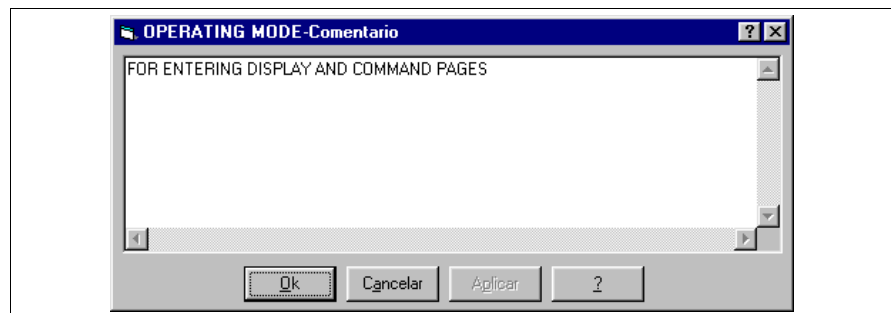 OPERATING MODE-Comentario
FOR ENTERING DISPLAY AND COMMAND PAGES
Ok Cancelar Aplicar ?